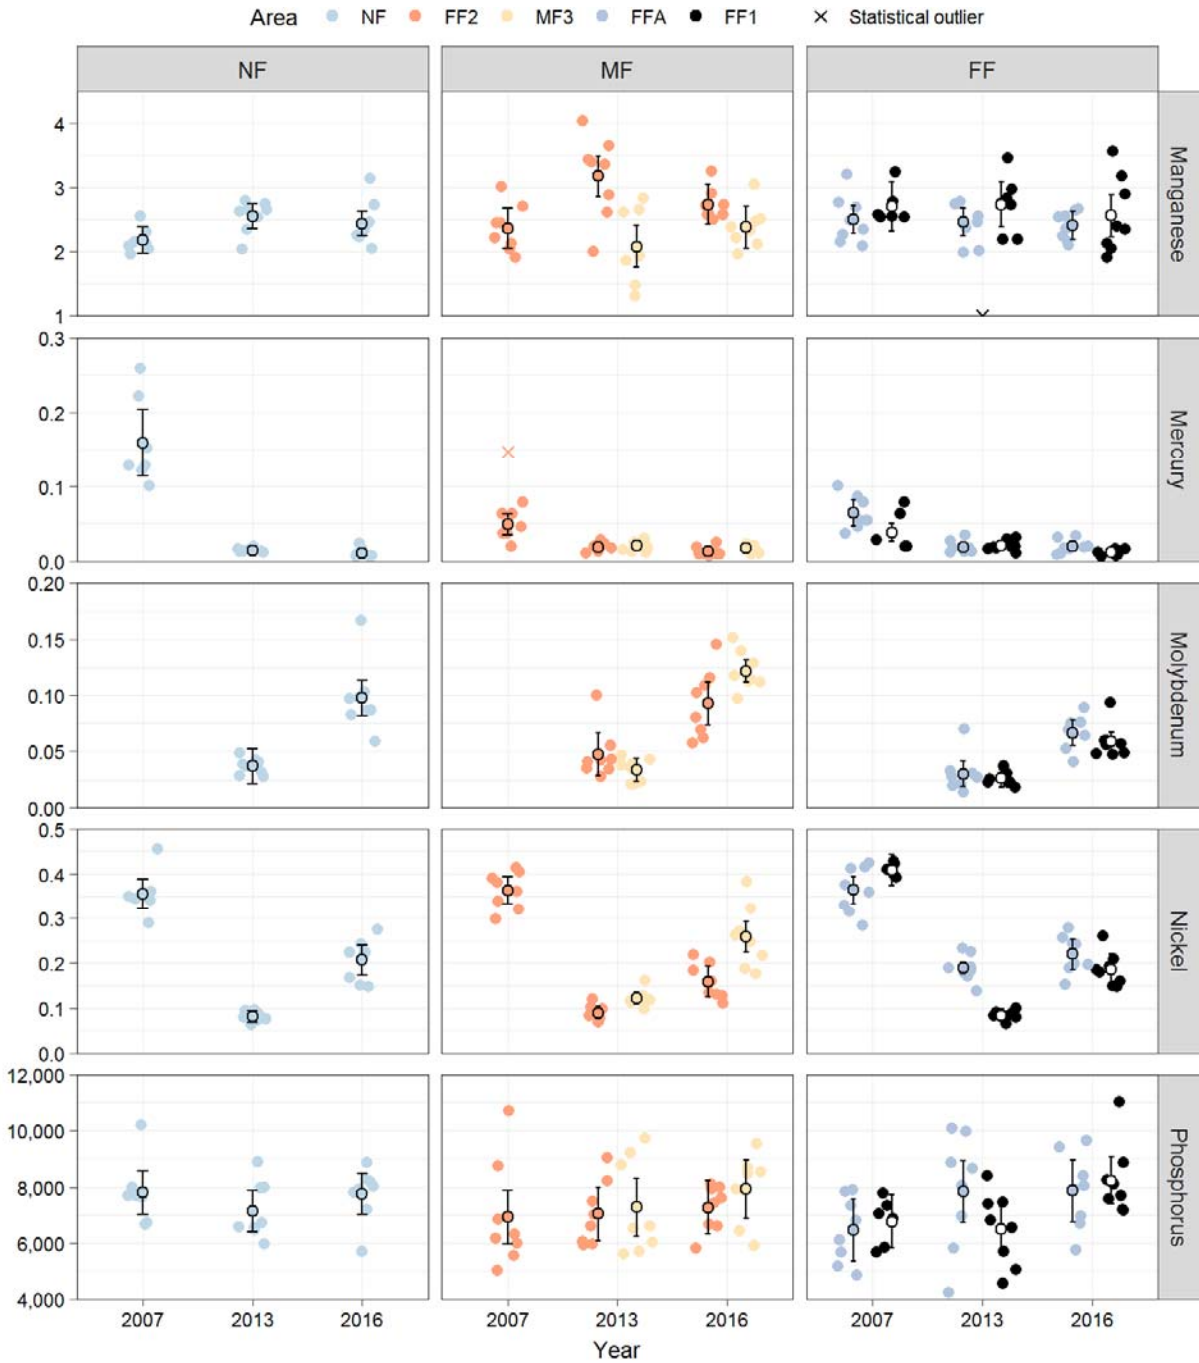 Area NF FF2 MF3 FFA FF1 Statistical outlier
NF MF FF
4
3
2
1
Manganese
0.3
0.2
0.1
0.0
Mercury
0.20
0.15
0.10
0.05
0.00
Molybdenum
0.5
0.4
0.3
0.2
0.1
0.0
Nickel
12,000
10,000
8,000
6,000
4,000
Phosphorus
2007 2013 2016 2007 2013 2016 2007 2013 2016
Year